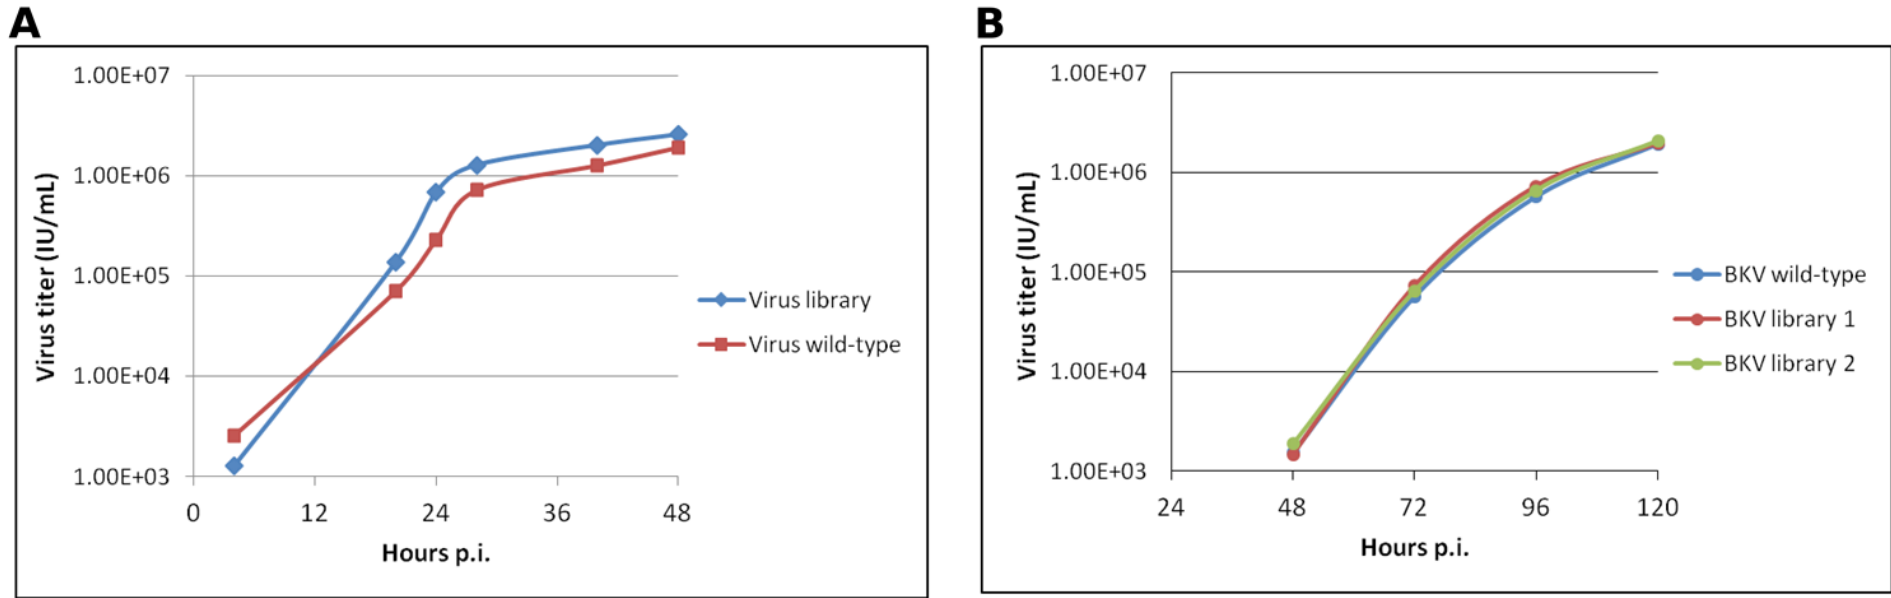 A
1.00E+07
1.00E+06
1.00E+05
1.00E+04
1.00E+03
0 12 24 36 48
Virus titer (IU/mL)
Hours p.i.
Virus library
Virus wild-type
B
1.00E+07
1.00E+06
1.00E+05
1.00E+04
1.00E+03
24 48 72 96 120
Virus titer (IU/mL)
Hours p.i.
BKV wild-type
BKV library 1
BKV library 2